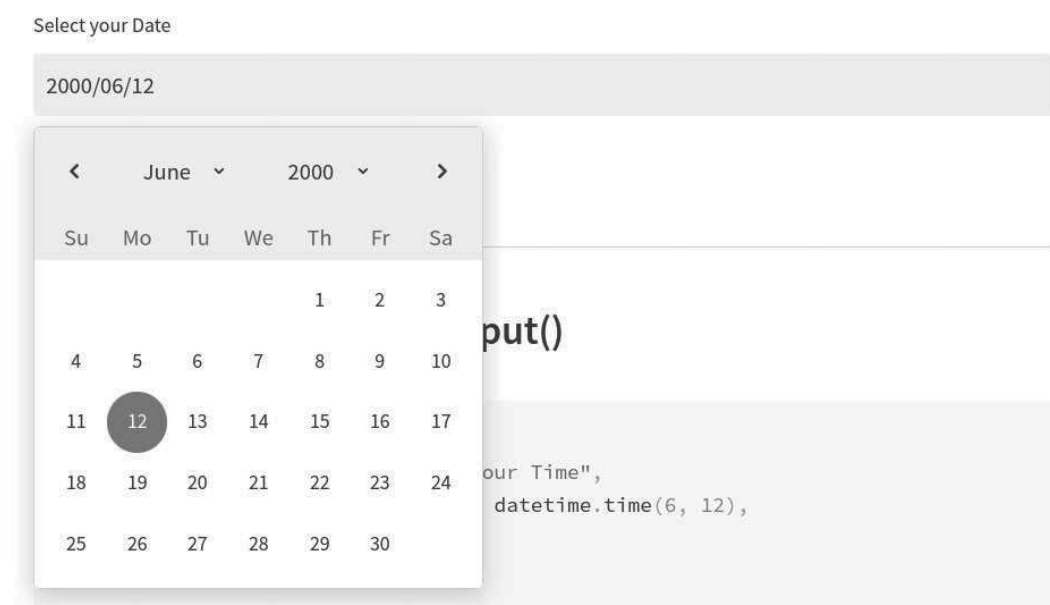 Select your Date
2000/06/12
June 2000
Su Mo Tu We Th Fr Sa
1 2 3
4 5 6 7 8 9 10
11 12 13 14 15 16 17
18 19 20 21 22 23 24
25 26 27 28 29 30
put()
our Time",
datetime.time(6, 12),